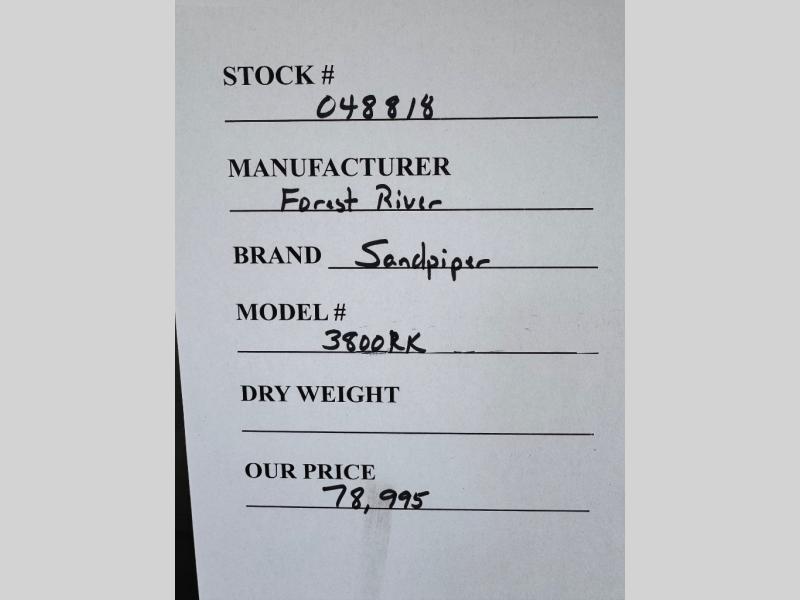 STOCK #
048818
MANUFACTURER
Forest River
BRAND Sandpiper
MODEL #
3800RK
DRY WEIGHT
OUR PRICE
78,995